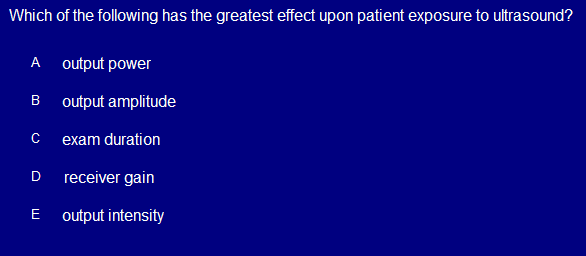 Which of the following has the greatest effect upon patient exposure to ultrasound?
A output power
B output amplitude
C exam duration
D receiver gain
E output intensity